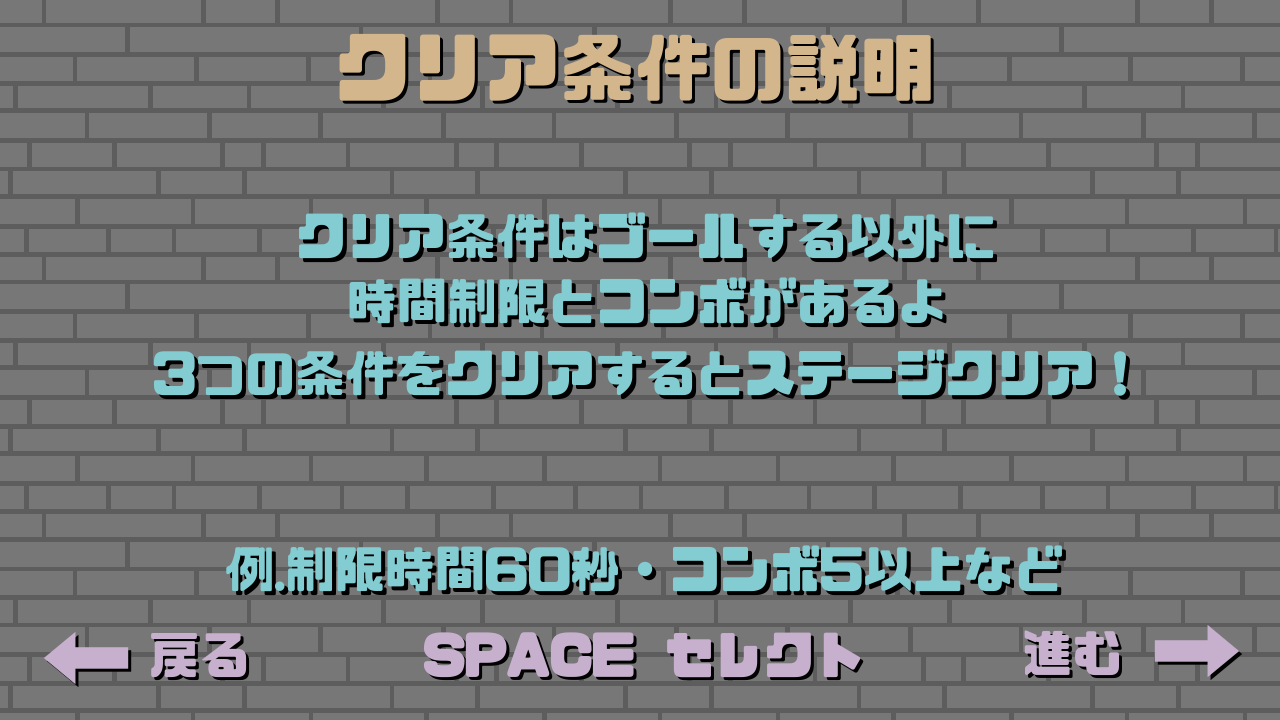 クリア条件の説明
クリア条件はゴールする以外に
時間制限とコンボがあるよ
3つの条件をクリアするとステージクリア！
例.制限時間60秒・コンボ5以上など
戻る SPACE セレクト 進む